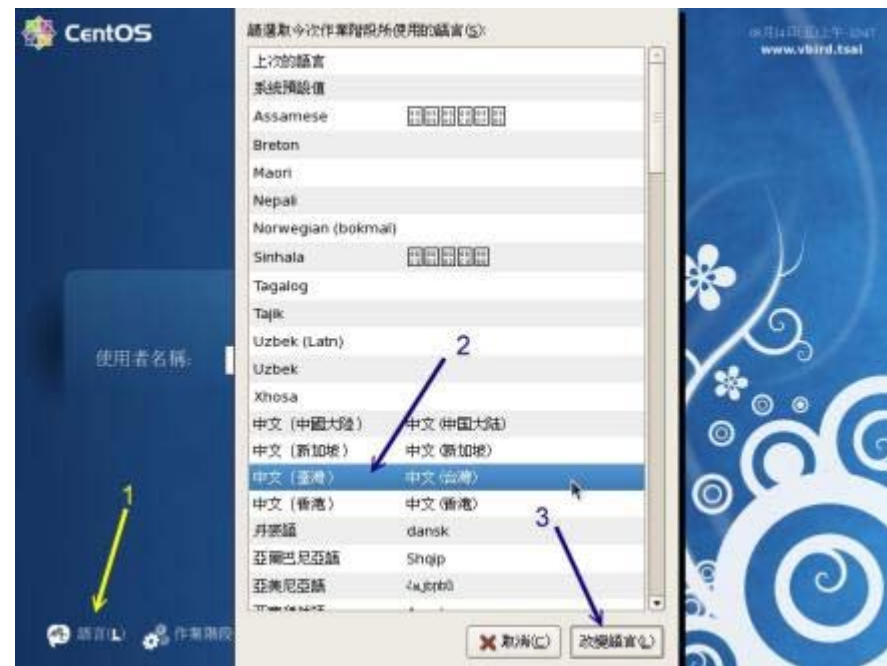 CentOS
請選取今次作業階段所使用的語言(S):
www.vbird.tsai
上次的語言
系統預設值
Assamese
Breton
Maori
Nepali
Norwegian (bokmal)
Sinhala
Tagalog
Tajik
Uzbek (Latn)
2
使用者名稱:
Uzbek
Xhosa
中文 (中國大陸) 中文 (中国大陆)
中文 (新加坡) 中文 (新加坡)
中文 (臺灣) 中文 (台灣)
1
中文 (香港) 中文 (香港)
3
丹麥語 dansk
亞爾巴尼亞語 Shqip
亞美尼亞語
語言(L) 作業階段
取消(C) 改變語言(L)